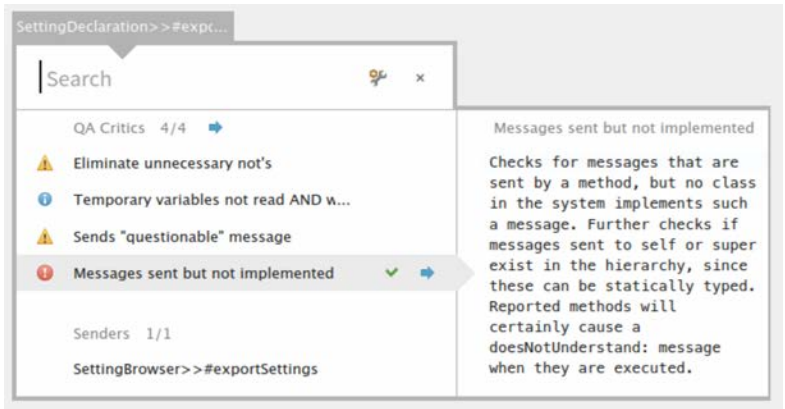 SettingDeclaration>>#expc...
Search
QA Critics 4/4
Eliminate unnecessary not's
Temporary variables not read AND w...
Sends "questionable" message
Messages sent but not implemented
Senders 1/1
SettingBrowser>>#exportSettings
Messages sent but not implemented
Checks for messages that are
sent by a method, but no class
in the system implements such
a message. Further checks if
messages sent to self or super
exist in the hierarchy, since
these can be statically typed.
Reported methods will
certainly cause a
doesNotUnderstand: message
when they are executed.